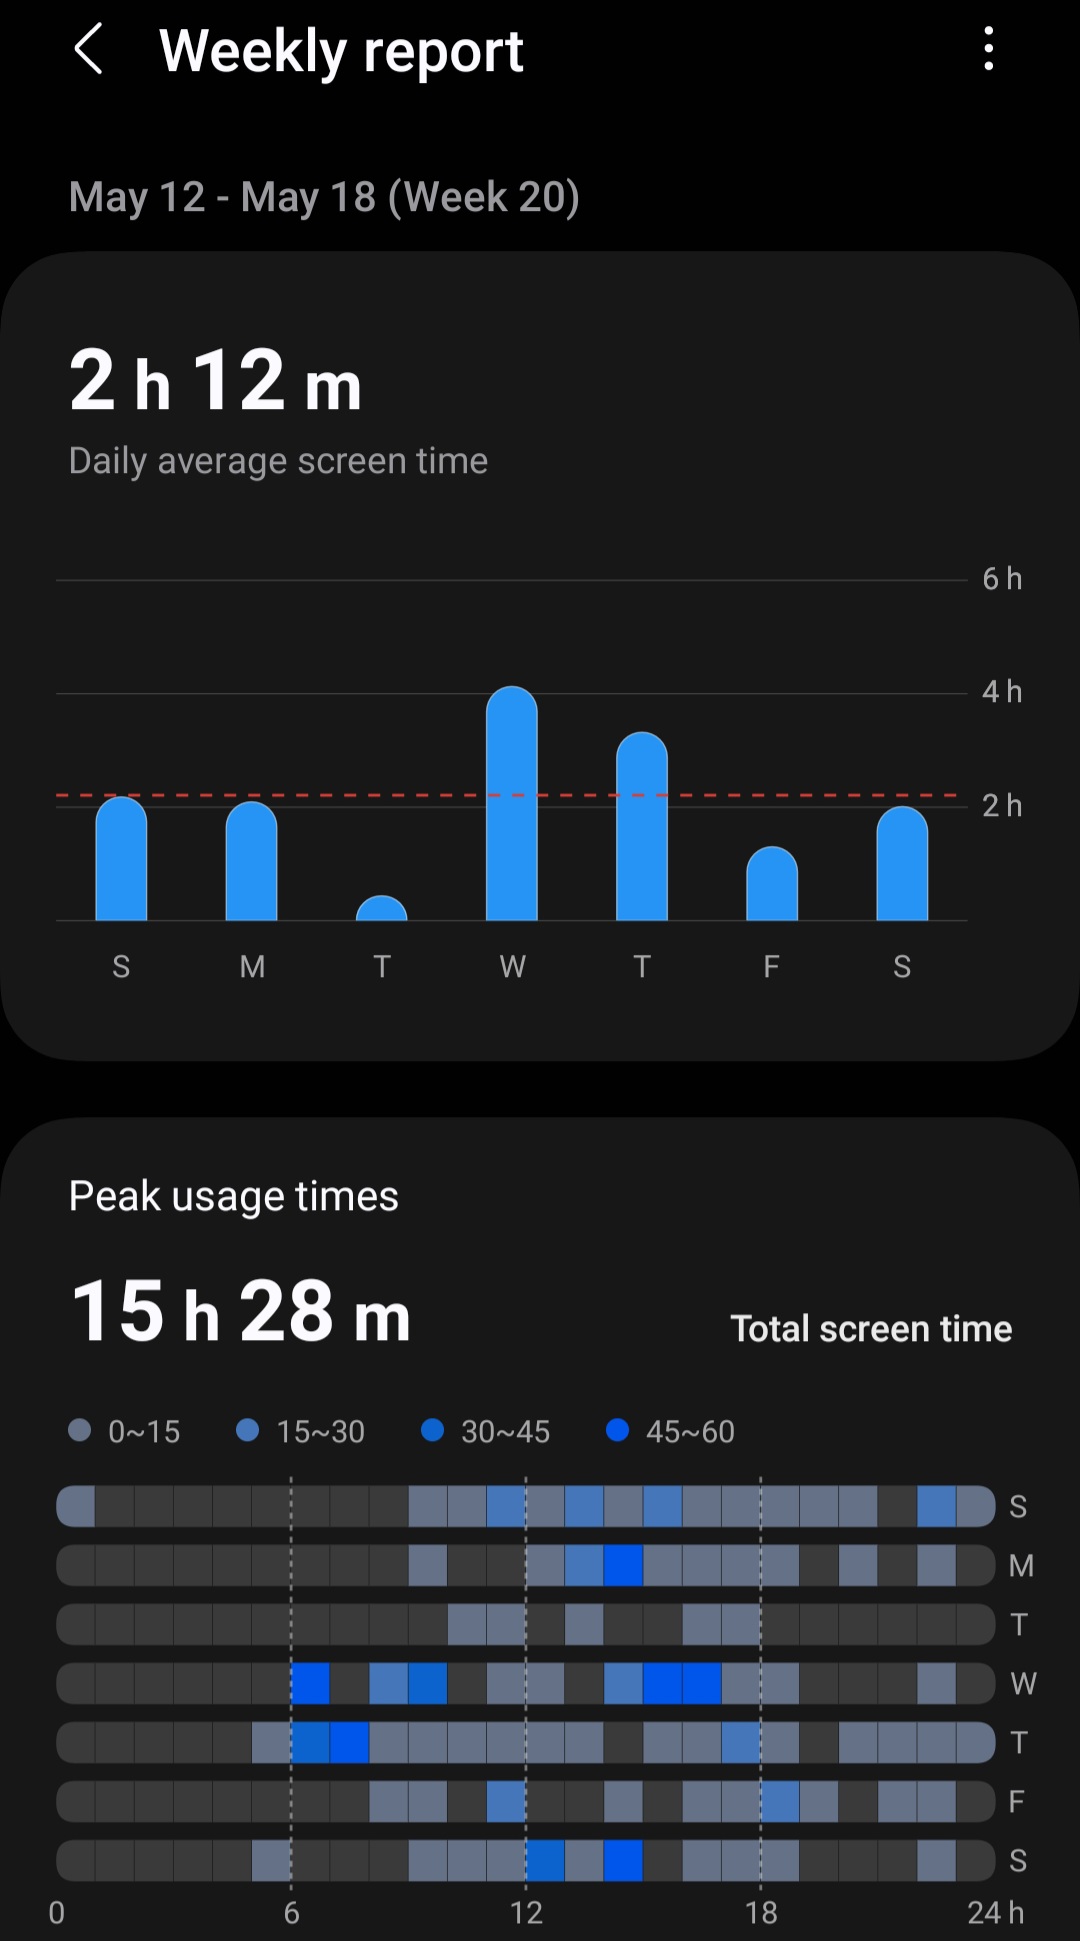 Weekly report
May 12 - May 18 (Week 20)
2 h 12 m
Daily average screen time
6 h
4 h
2 h
S M T W T F S
Peak usage times
15 h 28 m
Total screen time
0~15 15~30 30~45 45~60
S
M
T
W
T
F
S
0 6 12 18 24 h